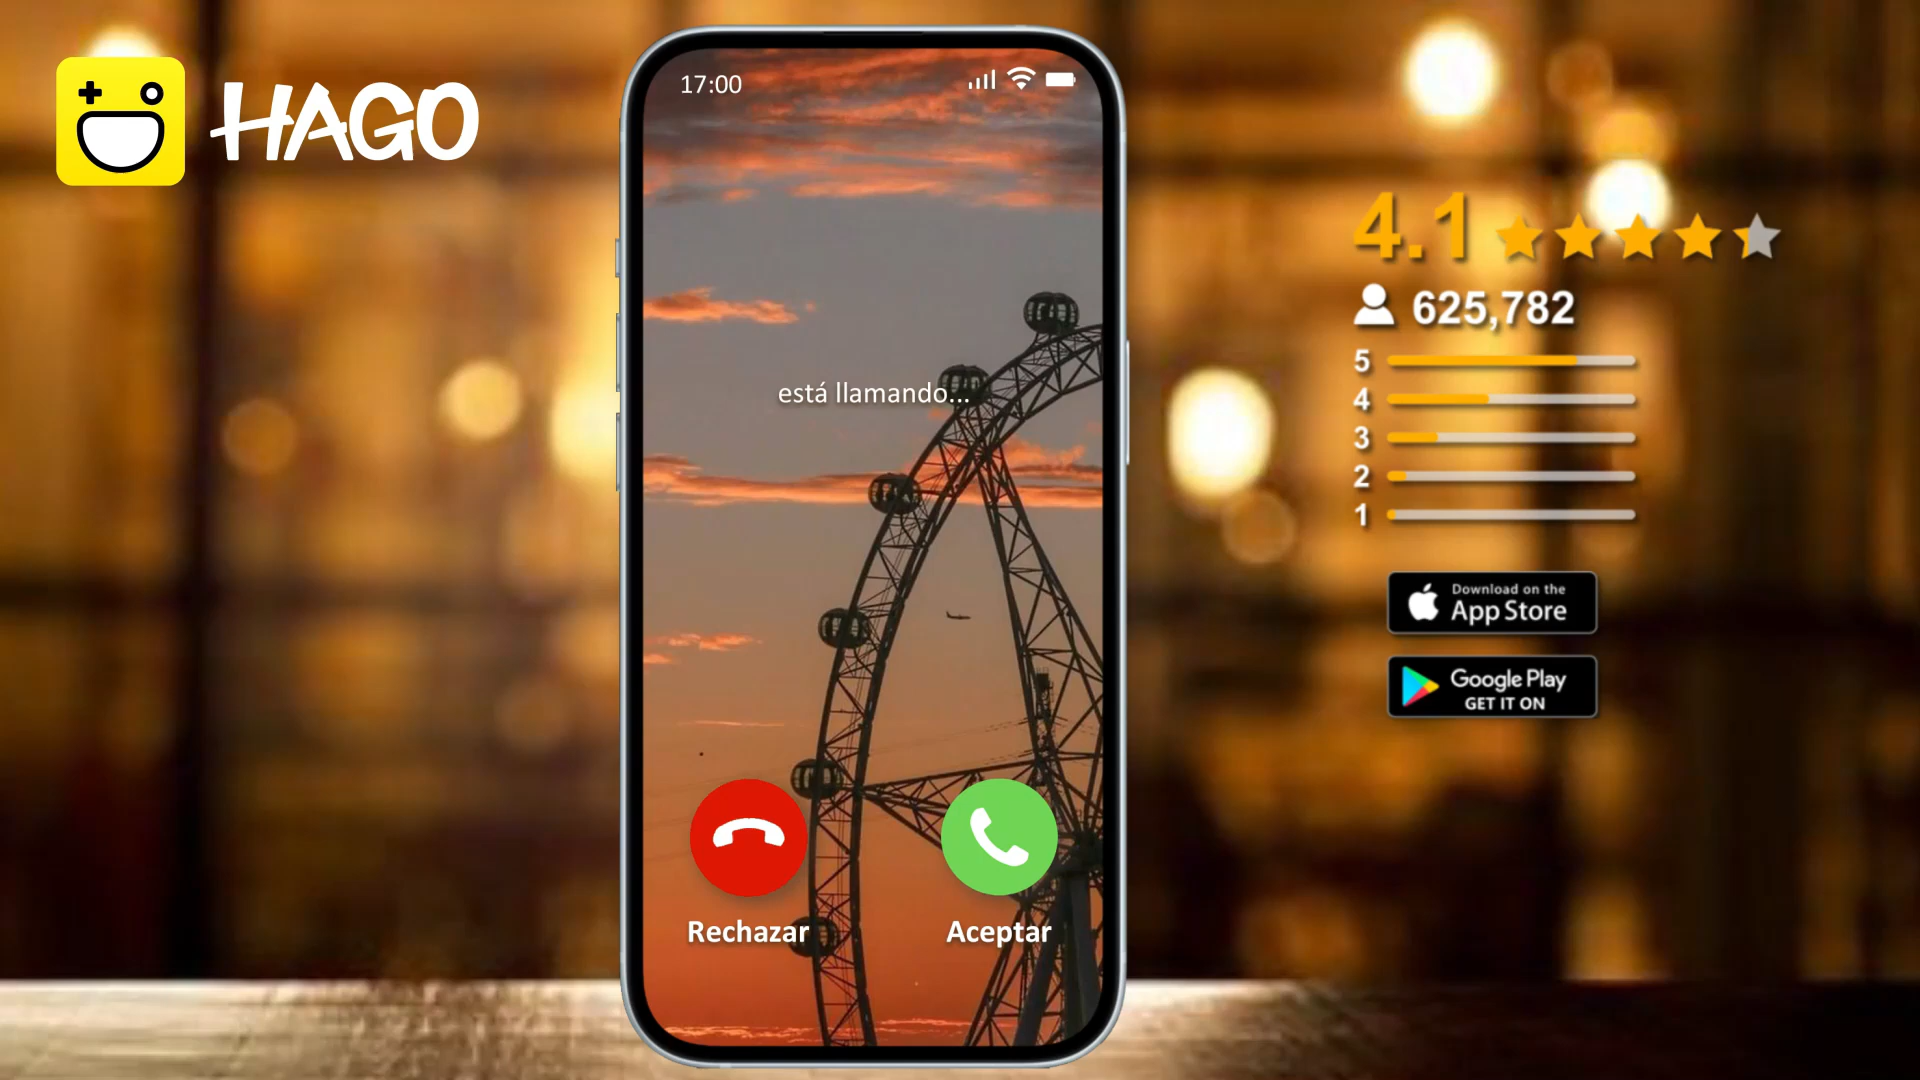 HAGO
17:00
está llamando...
Rechazar
Aceptar
4.1
625,782
5
4
3
2
1
Download on the
App Store
Google Play
GET IT ON